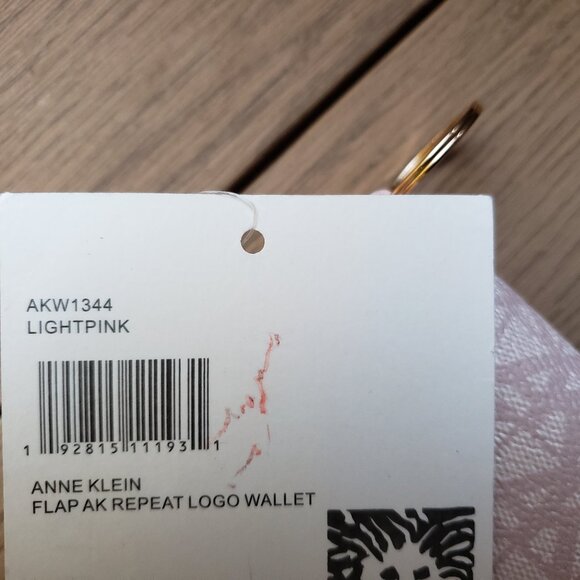 AKW1344
LIGHTPINK
1 92815 11193 1
ANNE KLEIN
FLAP AK REPEAT LOGO WALLET